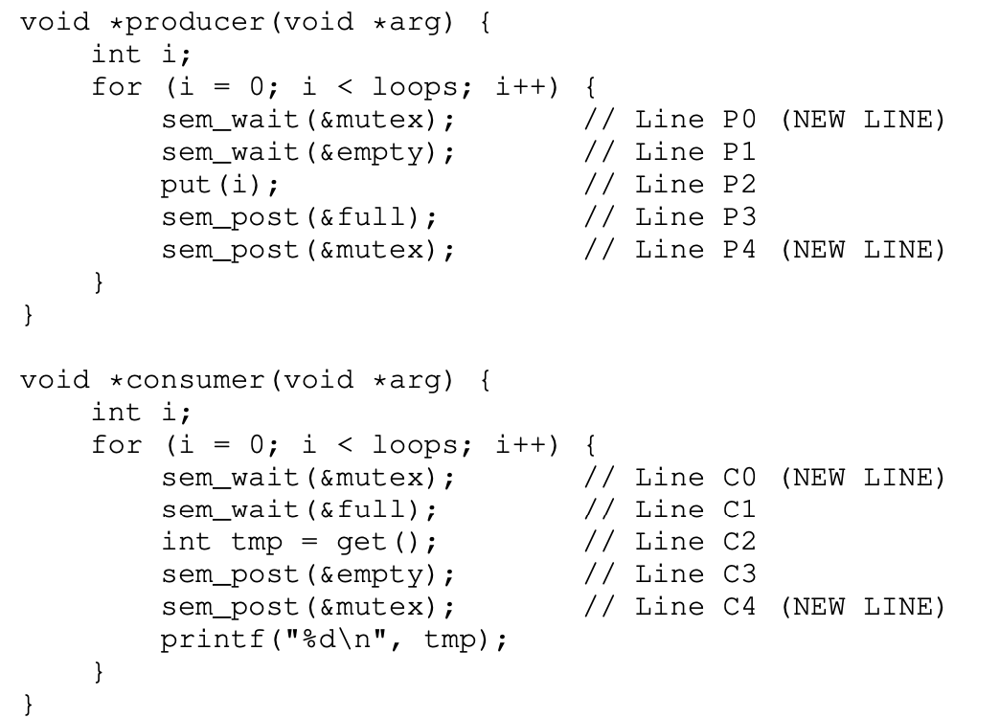 void *producer(void *arg) {
    int i;
    for (i = 0; i < loops; i++) {
        sem_wait(&mutex);       // Line P0 (NEW LINE)
        sem_wait(&empty);       // Line P1
        put(i);                 // Line P2
        sem_post(&full);        // Line P3
        sem_post(&mutex);       // Line P4 (NEW LINE)
    }
}

void *consumer(void *arg) {
    int i;
    for (i = 0; i < loops; i++) {
        sem_wait(&mutex);       // Line C0 (NEW LINE)
        sem_wait(&full);        // Line C1
        int tmp = get();        // Line C2
        sem_post(&empty);       // Line C3
        sem_post(&mutex);       // Line C4 (NEW LINE)
        printf("%d\n", tmp);
    }
}